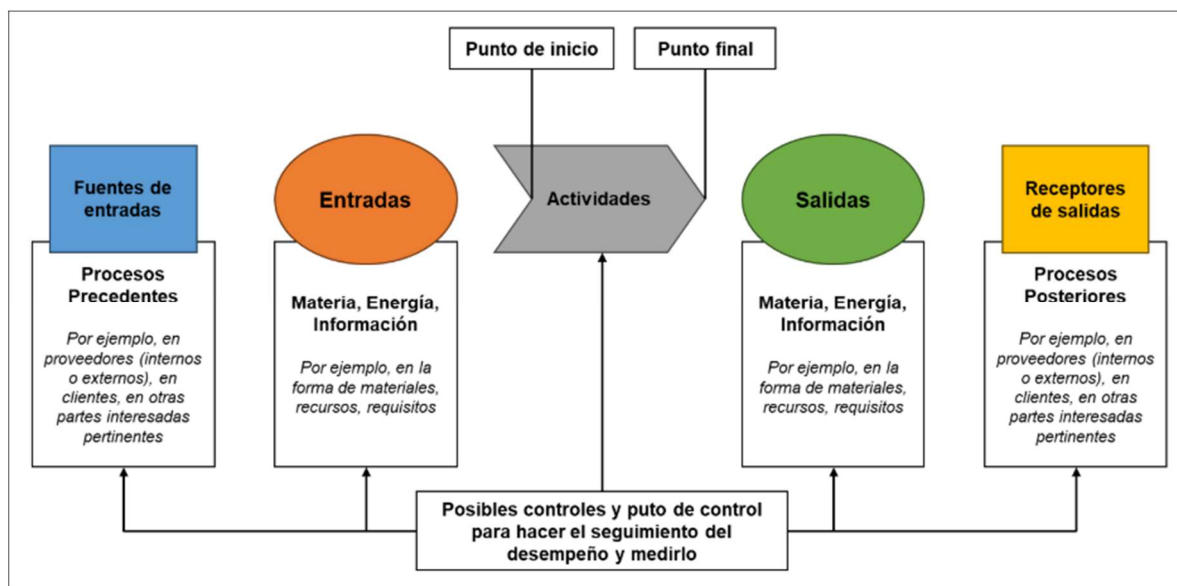 Punto de inicio
Punto final
Fuentes de
entradas
Entradas
Actividades
Salidas
Receptores
de salidas
Procesos
Precedentes
Por ejemplo, en
proveedores (internos
o externos), en
clientes, en otras
partes interesadas
pertinentes
Materia, Energía,
Información
Por ejemplo, en la
forma de materiales,
recursos, requisitos
Materia, Energía,
Información
Por ejemplo, en la
forma de materiales,
recursos, requisitos
Procesos
Posteriores
Por ejemplo, en
proveedores (internos
o externos), en
clientes, en otras
partes interesadas
pertinentes
Posibles controles y puto de control
para hacer el seguimiento del
desempeño y medirlo